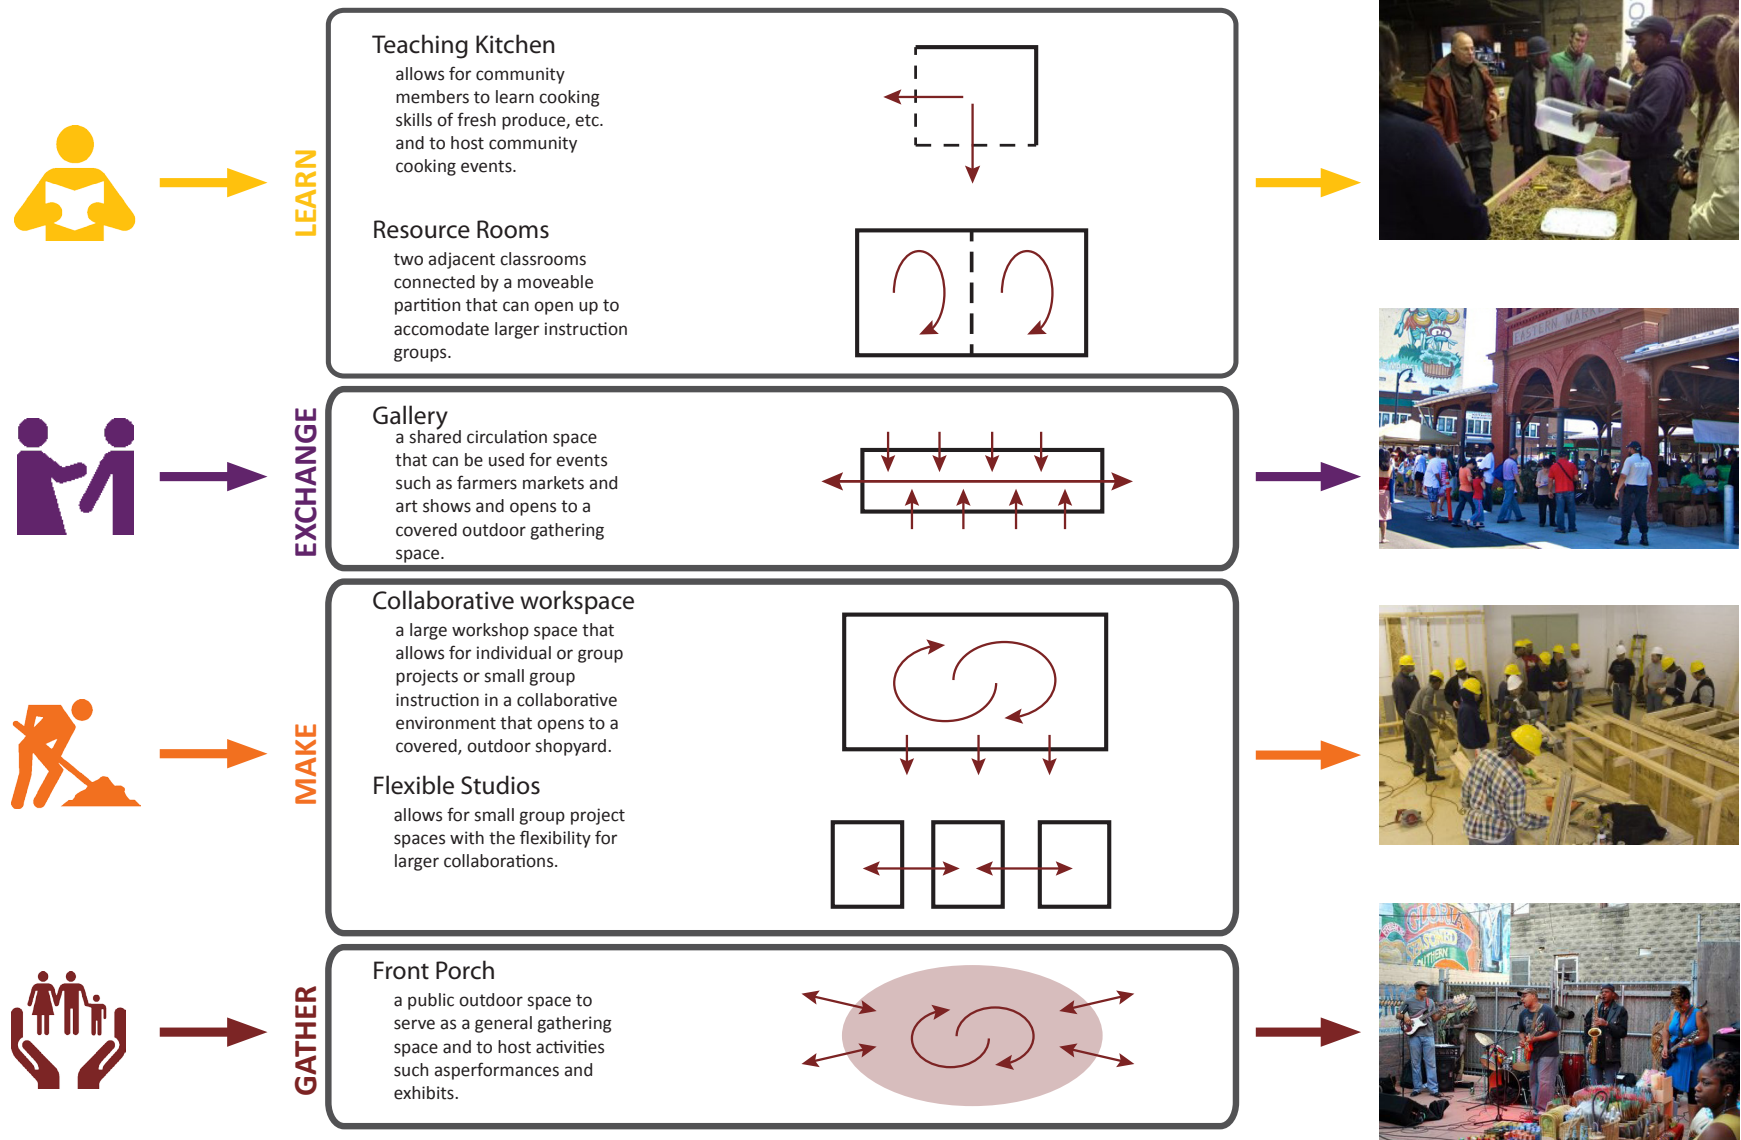 LEARN
Teaching Kitchen
allows for community
members to learn cooking
skills of fresh produce, etc.
and to host community
cooking events.
Resource Rooms
two adjacent classrooms
connected by a moveable
partition that can open up to
accomodate larger instruction
groups.
EXCHANGE
Gallery
a shared circulation space
that can be used for events
such as farmers markets and
art shows and opens to a
covered outdoor gathering
space.
EASTERN MARKE
MAKE
Collaborative workspace
a large workshop space that
allows for individual or group
projects or small group
instruction in a collaborative
environment that opens to a
covered, outdoor shopyard.
Flexible Studios
allows for small group project
spaces with the flexibility for
larger collaborations.
GATHER
Front Porch
a public outdoor space to
serve as a general gathering
space and to host activities
such asperformances and
exhibits.
GLORIA
SEASONED
SOUTHERN